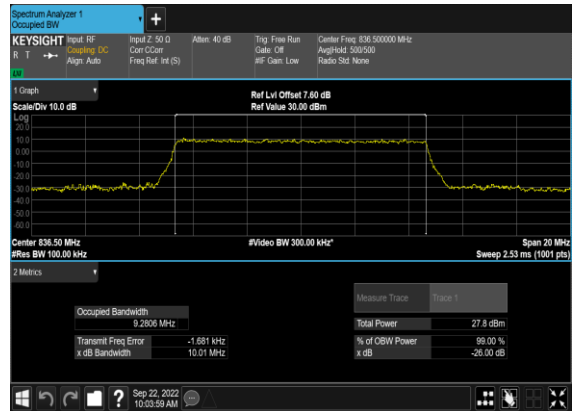 Spectrum Analyzer 1
Occupied BW
+
KEYSIGHT Input: RF Input Z: 50 Ω Atten: 40 dB Trig: Free Run Center Freq: 836.500000 MHz
R T Coupling: DC Corr CCorr Gate: Off Avg|Hold: 500/500
Align: Auto Freq Ref: Int (S) #IF Gain: Low Radio Std: None
1 Graph
Ref Lvl Offset 7.60 dB
Scale/Div 10.0 dB Ref Value 30.00 dBm
Log
20.0
10.0
0.00
-10.0
-20.0
-30.0
-40.0
-50.0
-60.0
Center 836.50 MHz #Video BW 300.00 kHz* Span 20 MHz
#Res BW 100.00 kHz Sweep 2.53 ms (1001 pts)
2 Metrics
Measure Trace Trace 1
Occupied Bandwidth
9.2806 MHz Total Power 27.8 dBm
Transmit Freq Error -1.681 kHz % of OBW Power 99.00 %
x dB Bandwidth 10.01 MHz x dB -26.00 dB
? Sep 22, 2022
10:03:59 AM